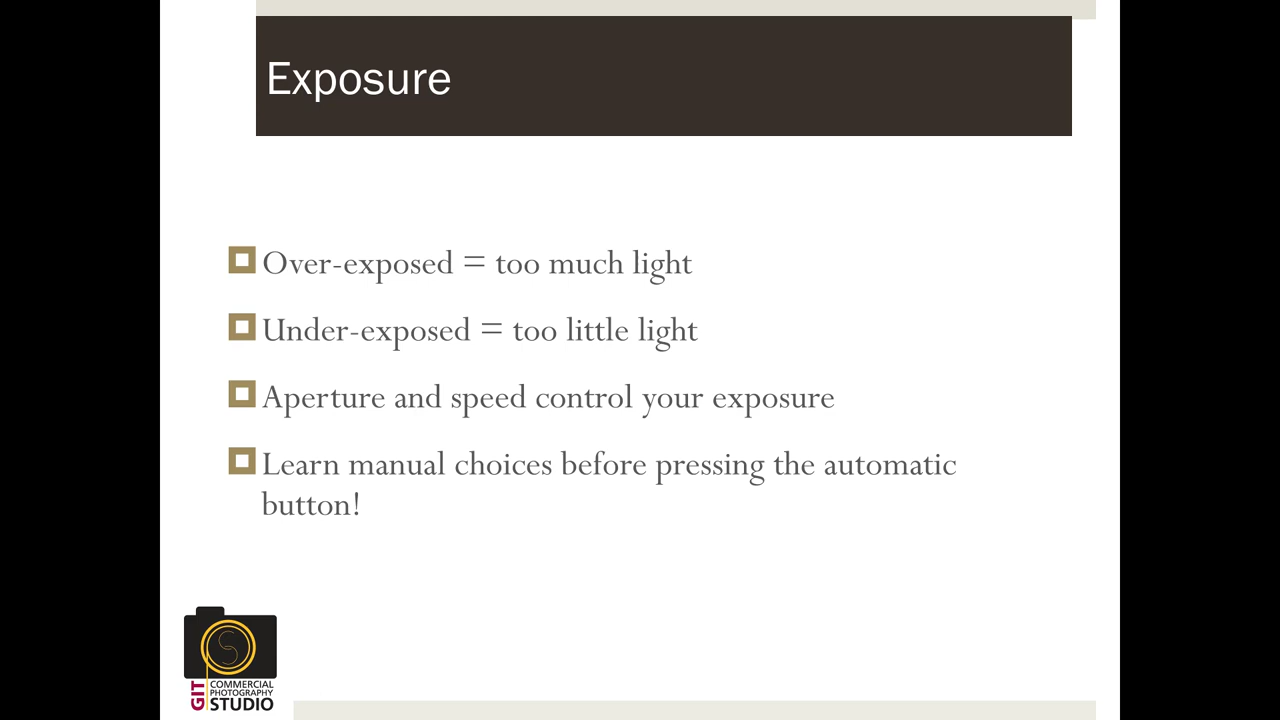 Exposure
Over-exposed = too much light
Under-exposed = too little light
Aperture and speed control your exposure
Learn manual choices before pressing the automatic
button!
GIT
COMMERCIAL
PHOTOGRAPHY
STUDIO